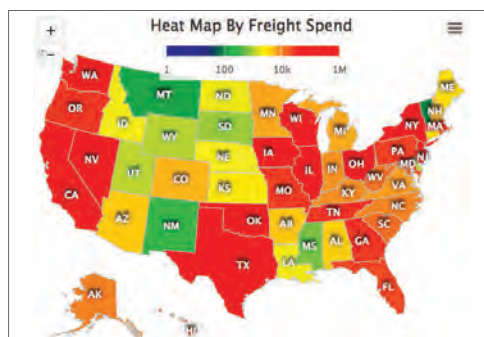 Heat Map By Freight Spend
+
1 100 10k 1M
WA
MT
ND
ME
OR
MN
NH
ID
SD
WI
NY
MA
WY
MI
IA
PA
NJ
NE
OH
MD
NV
IL
IN
UT
WV
CO
VA
CA
KS
MO
KY
NC
TN
OK
AZ
NM
AR
SC
MS
AL
GA
TX
LA
AK
FL
HI